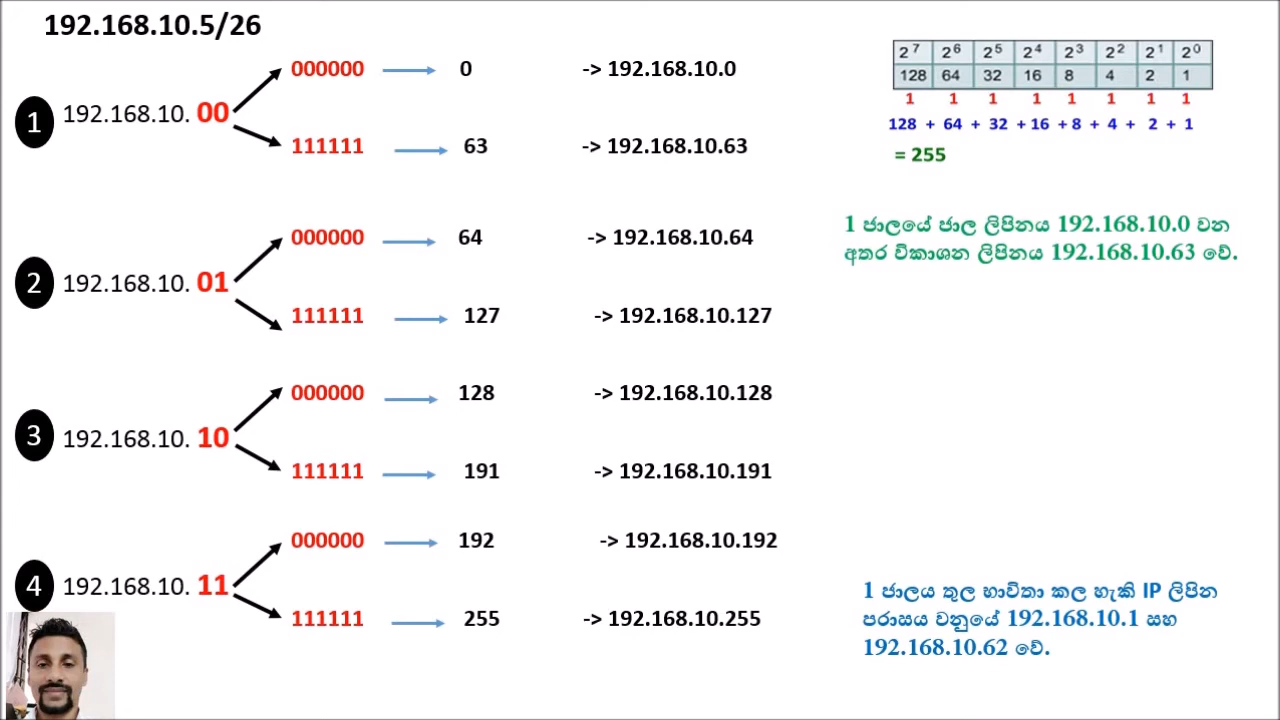 192.168.10.5/26
000000 0 -> 192.168.10.0
1 192.168.10. 00
111111 63 -> 192.168.10.63
000000 64 -> 192.168.10.64
2 192.168.10. 01
111111 127 -> 192.168.10.127
000000 128 -> 192.168.10.128
3 192.168.10. 10
111111 191 -> 192.168.10.191
000000 192 -> 192.168.10.192
4 192.168.10. 11
111111 255 -> 192.168.10.255
2⁷ 2⁶ 2⁵ 2⁴ 2³ 2² 2¹ 2⁰
128 64 32 16 8 4 2 1
1 1 1 1 1 1 1 1
128 + 64 + 32 + 16 + 8 + 4 + 2 + 1
= 255
1 ජාලයේ ජාල ලිපිනය 192.168.10.0 වන
අතර විකාශන ලිපිනය 192.168.10.63 වේ.
1 ජාලය තුල භාවිතා කල හැකි IP ලිපින
පරාසය වනුයේ 192.168.10.1 සහ
192.168.10.62 වේ.